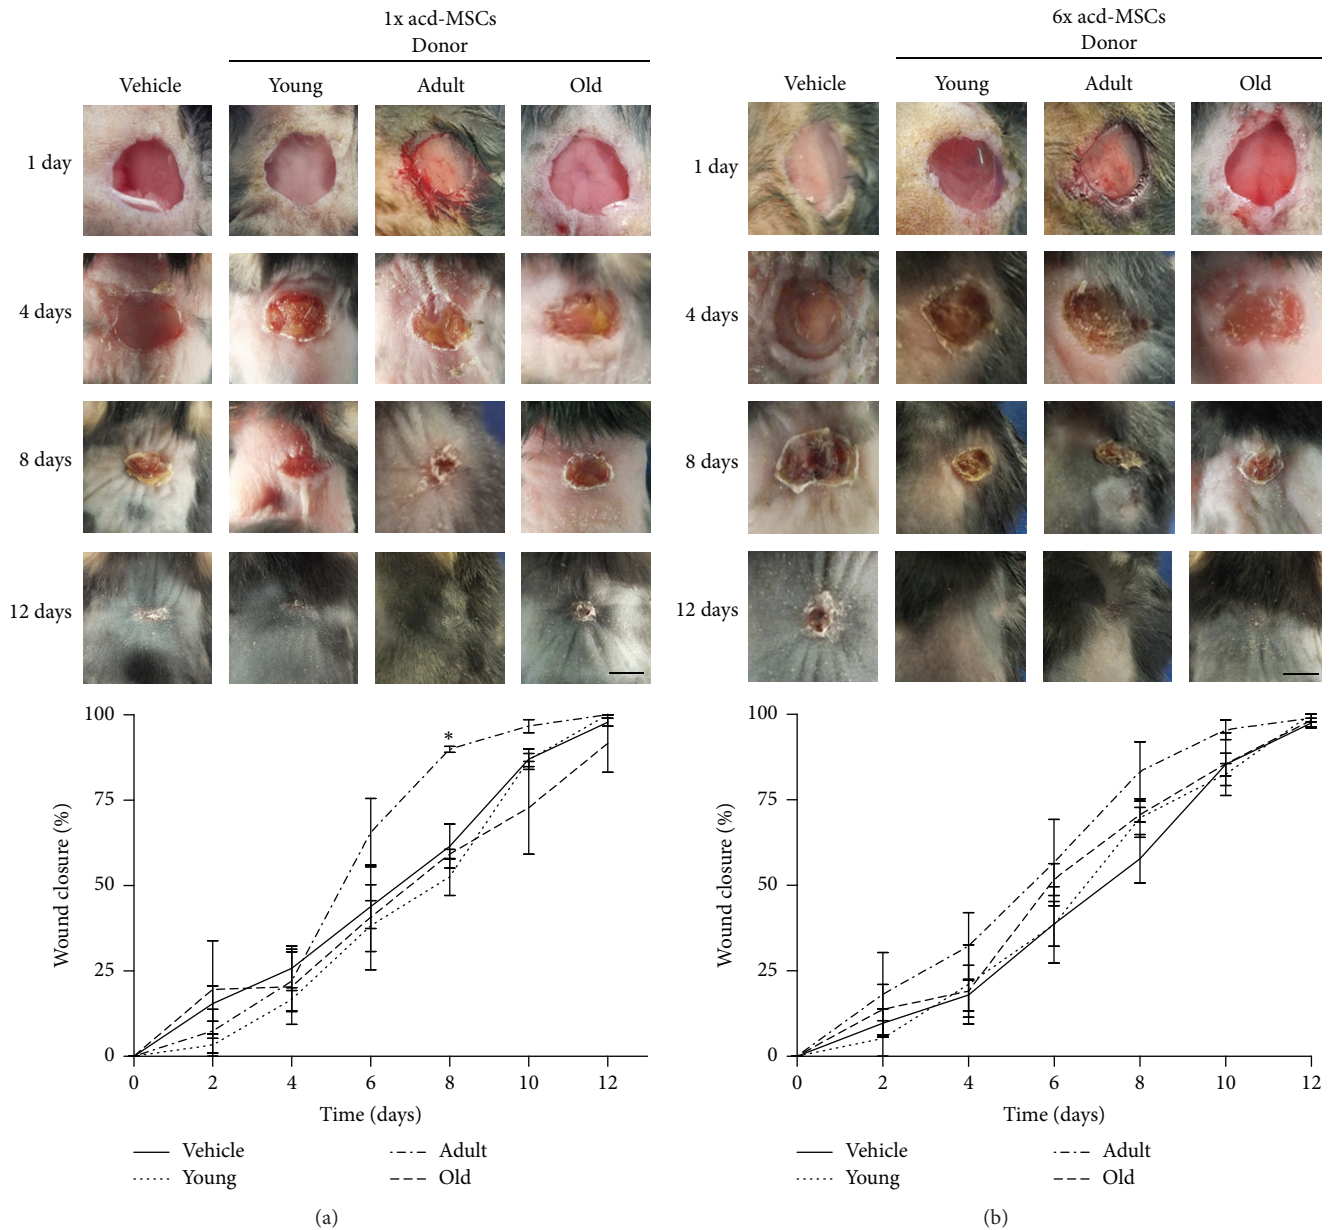 1x acd-MSCs
Donor
Vehicle Young Adult Old
1 day
4 days
8 days
12 days
100
75
50
25
0
Wound closure (%)
*
0 2 4 6 8 10 12
Time (days)
Vehicle Adult
Young Old
(a)
6x acd-MSCs
Donor
Vehicle Young Adult Old
1 day
4 days
8 days
12 days
100
75
50
25
0
Wound closure (%)
0 2 4 6 8 10 12
Time (days)
Vehicle Adult
Young Old
(b)